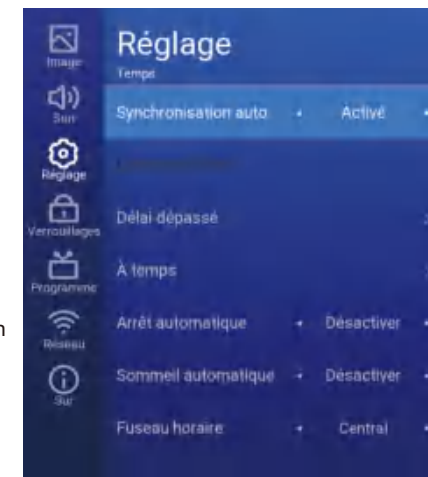 Image
Son
Réglage
Verrouillages
Programme
Réseau
Sur
n
Réglage
Temps
Synchronisation auto Activé
Délai dépassé
À temps
Arrêt automatique Désactiver
Sommeil automatique Désactiver
Fuseau horaire Central